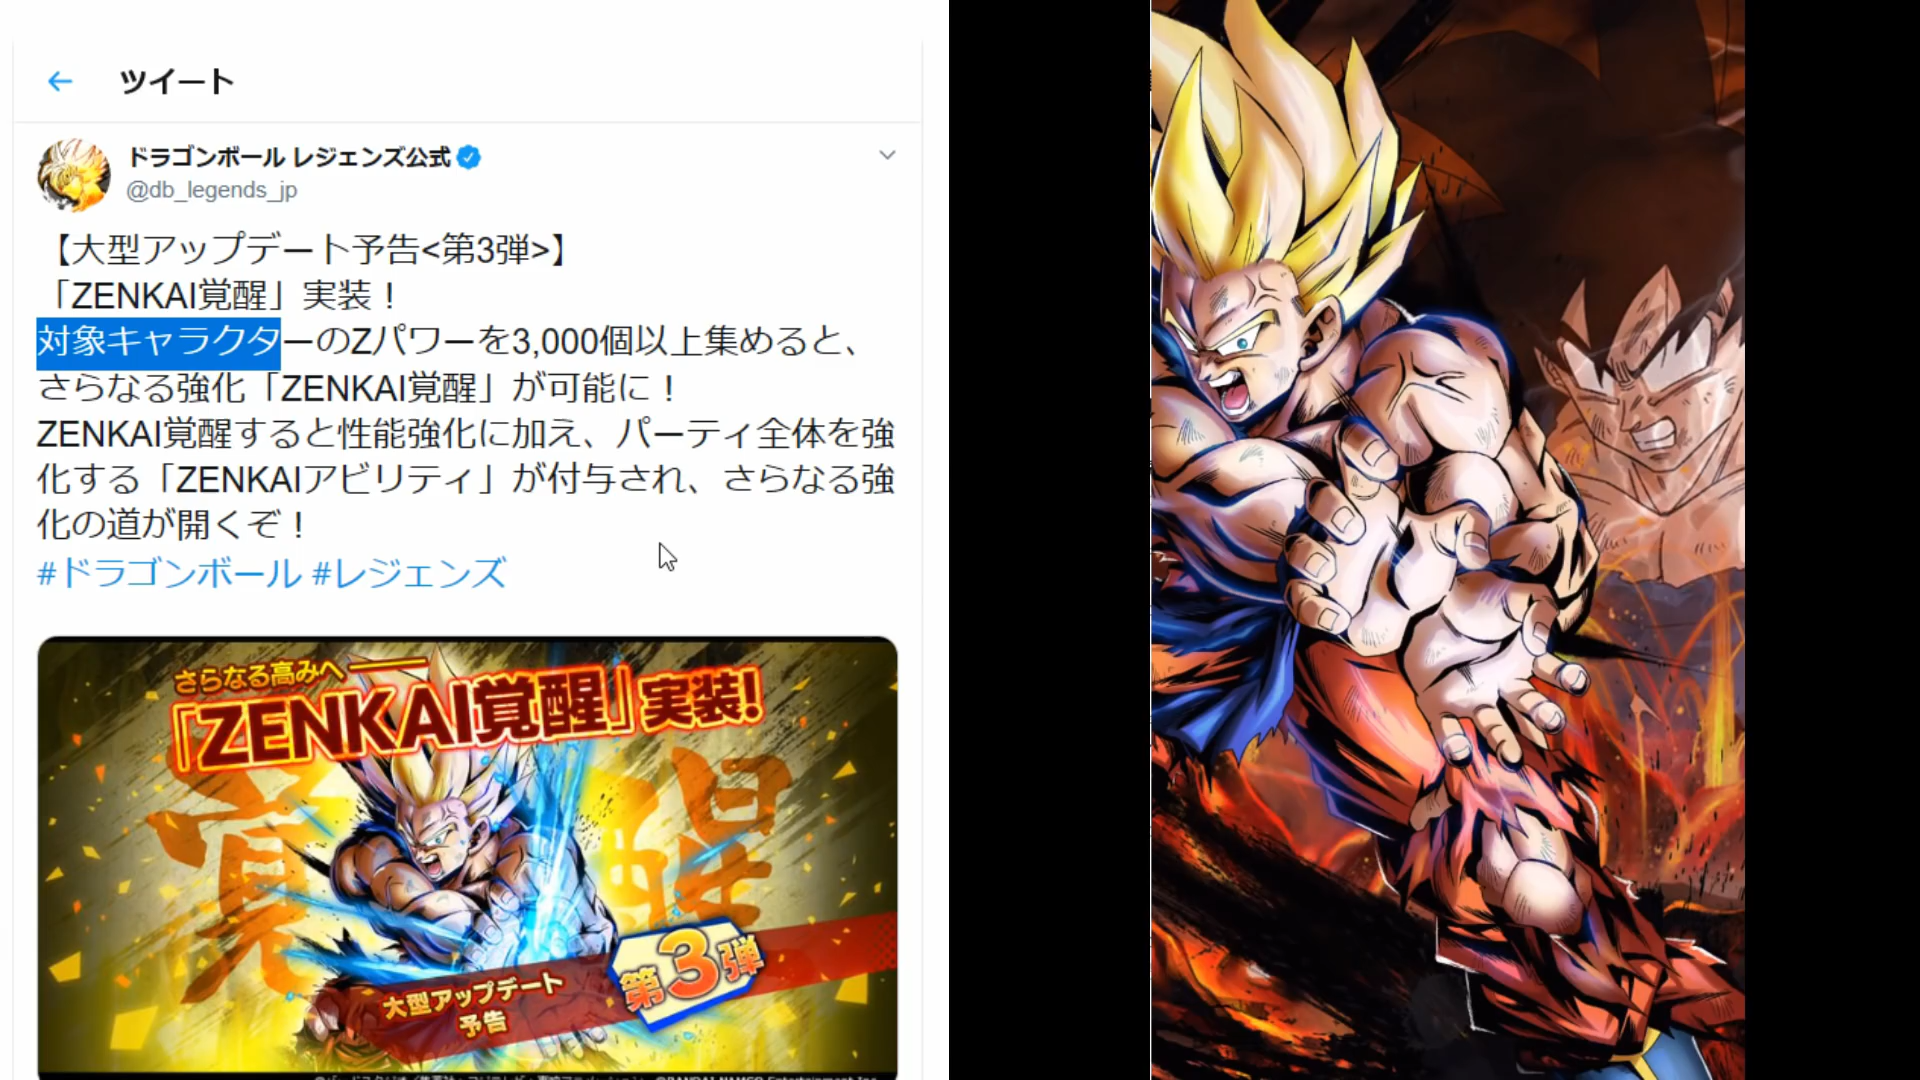 ツイート
ドラゴンボール レジェンズ公式
@db_legends_jp
【大型アップデート予告<第3弾>】
「ZENKAI覚醒」実装！
対象キャラクターのZパワーを3,000個以上集めると、
さらなる強化「ZENKAI覚醒」が可能に！
ZENKAI覚醒すると性能強化に加え、パーティ全体を強
化する「ZENKAIアビリティ」が付与され、さらなる強
化の道が開くぞ！
#ドラゴンボール #レジェンズ
さらなる高みへ
「ZENKAI覚醒」実装!
覚醒
第3弾
大型アップデート
予告